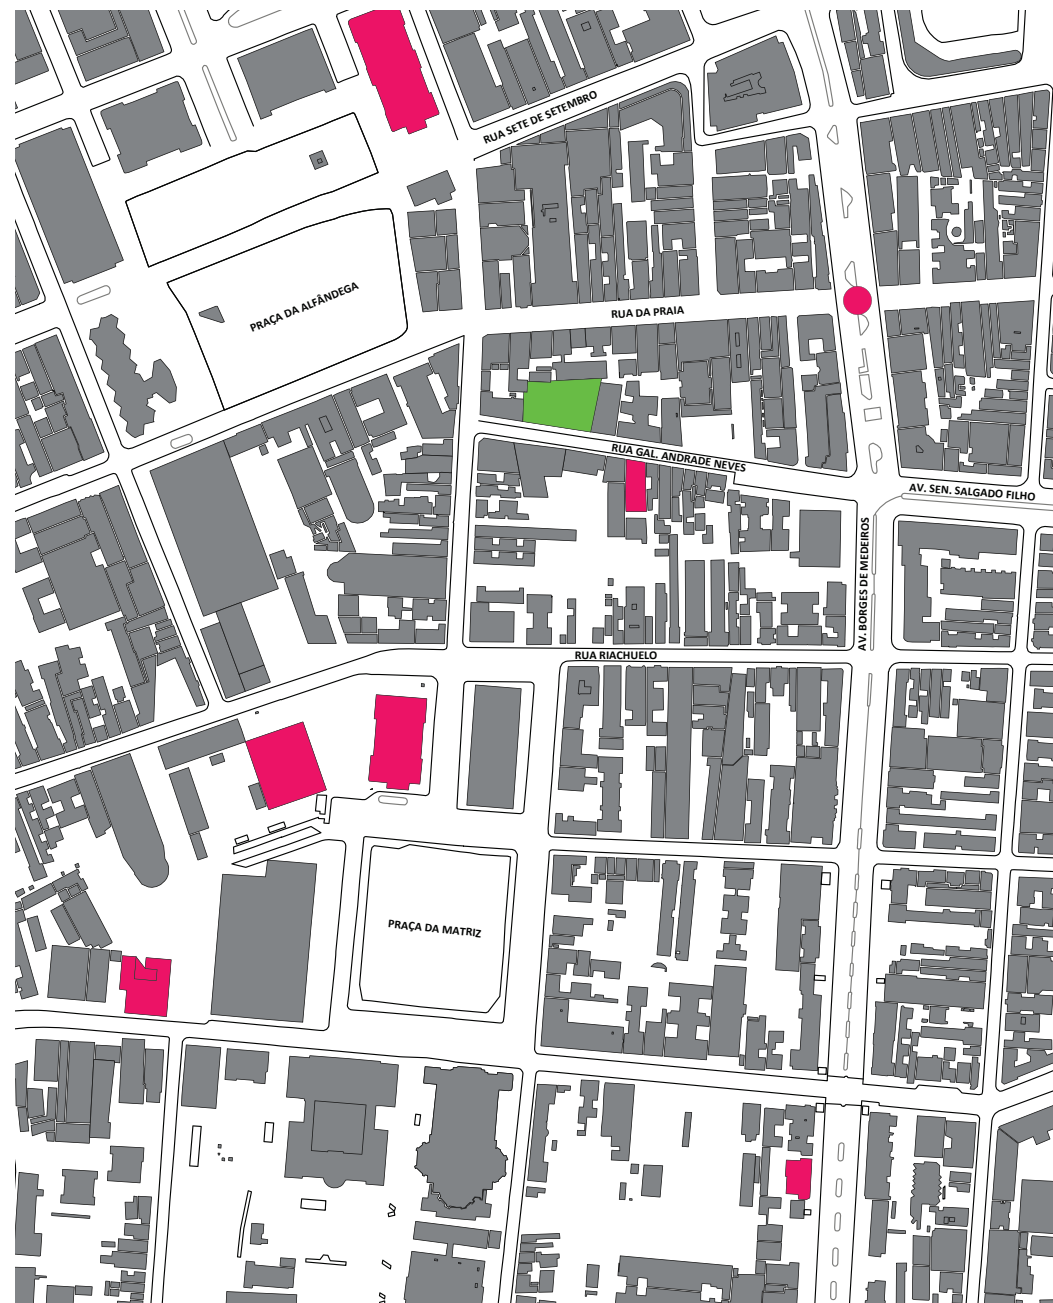 RUA SETE DE SETEMBRO
PRAÇA DA ALFÂNDEGA
RUA DA PRAIA
RUA GAL. ANDRADE NEVES
AV. SEN. SALGADO FILHO
AV. BORGES DE MEDEIROS
RUA RIACHUELO
PRAÇA DA MATRIZ